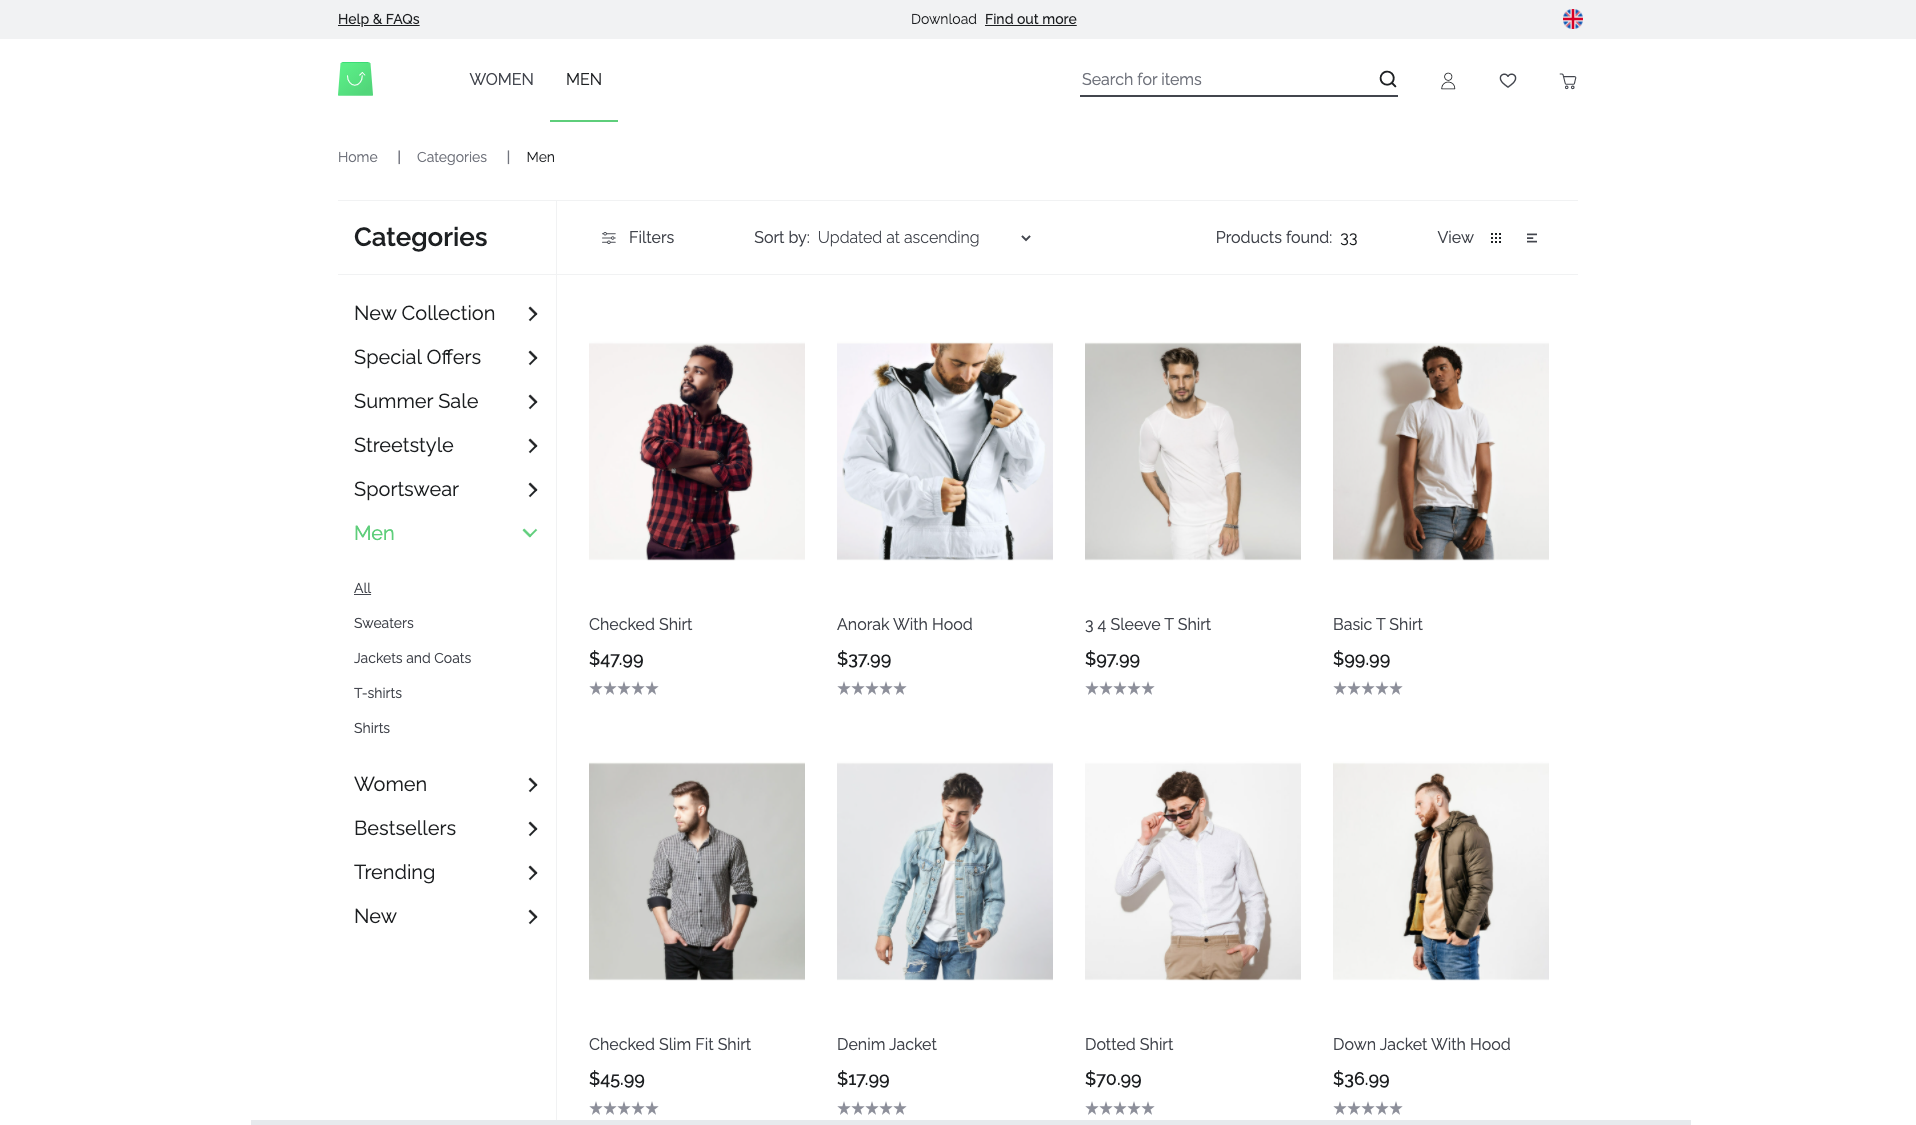 Help & FAQs
Download Find out more
WOMEN MEN
Search for items
Home | Categories | Men
Categories
Filters
Sort by: Updated at ascending
Products found: 33
View
New Collection
Special Offers
Summer Sale
Streetstyle
Sportswear
Men
All
Sweaters
Jackets and Coats
T-shirts
Shirts
Women
Bestsellers
Trending
New
Checked Shirt
$47.99
Anorak With Hood
$37.99
3 4 Sleeve T Shirt
$97.99
Basic T Shirt
$99.99
Checked Slim Fit Shirt
$45.99
Denim Jacket
$17.99
Dotted Shirt
$70.99
Down Jacket With Hood
$36.99